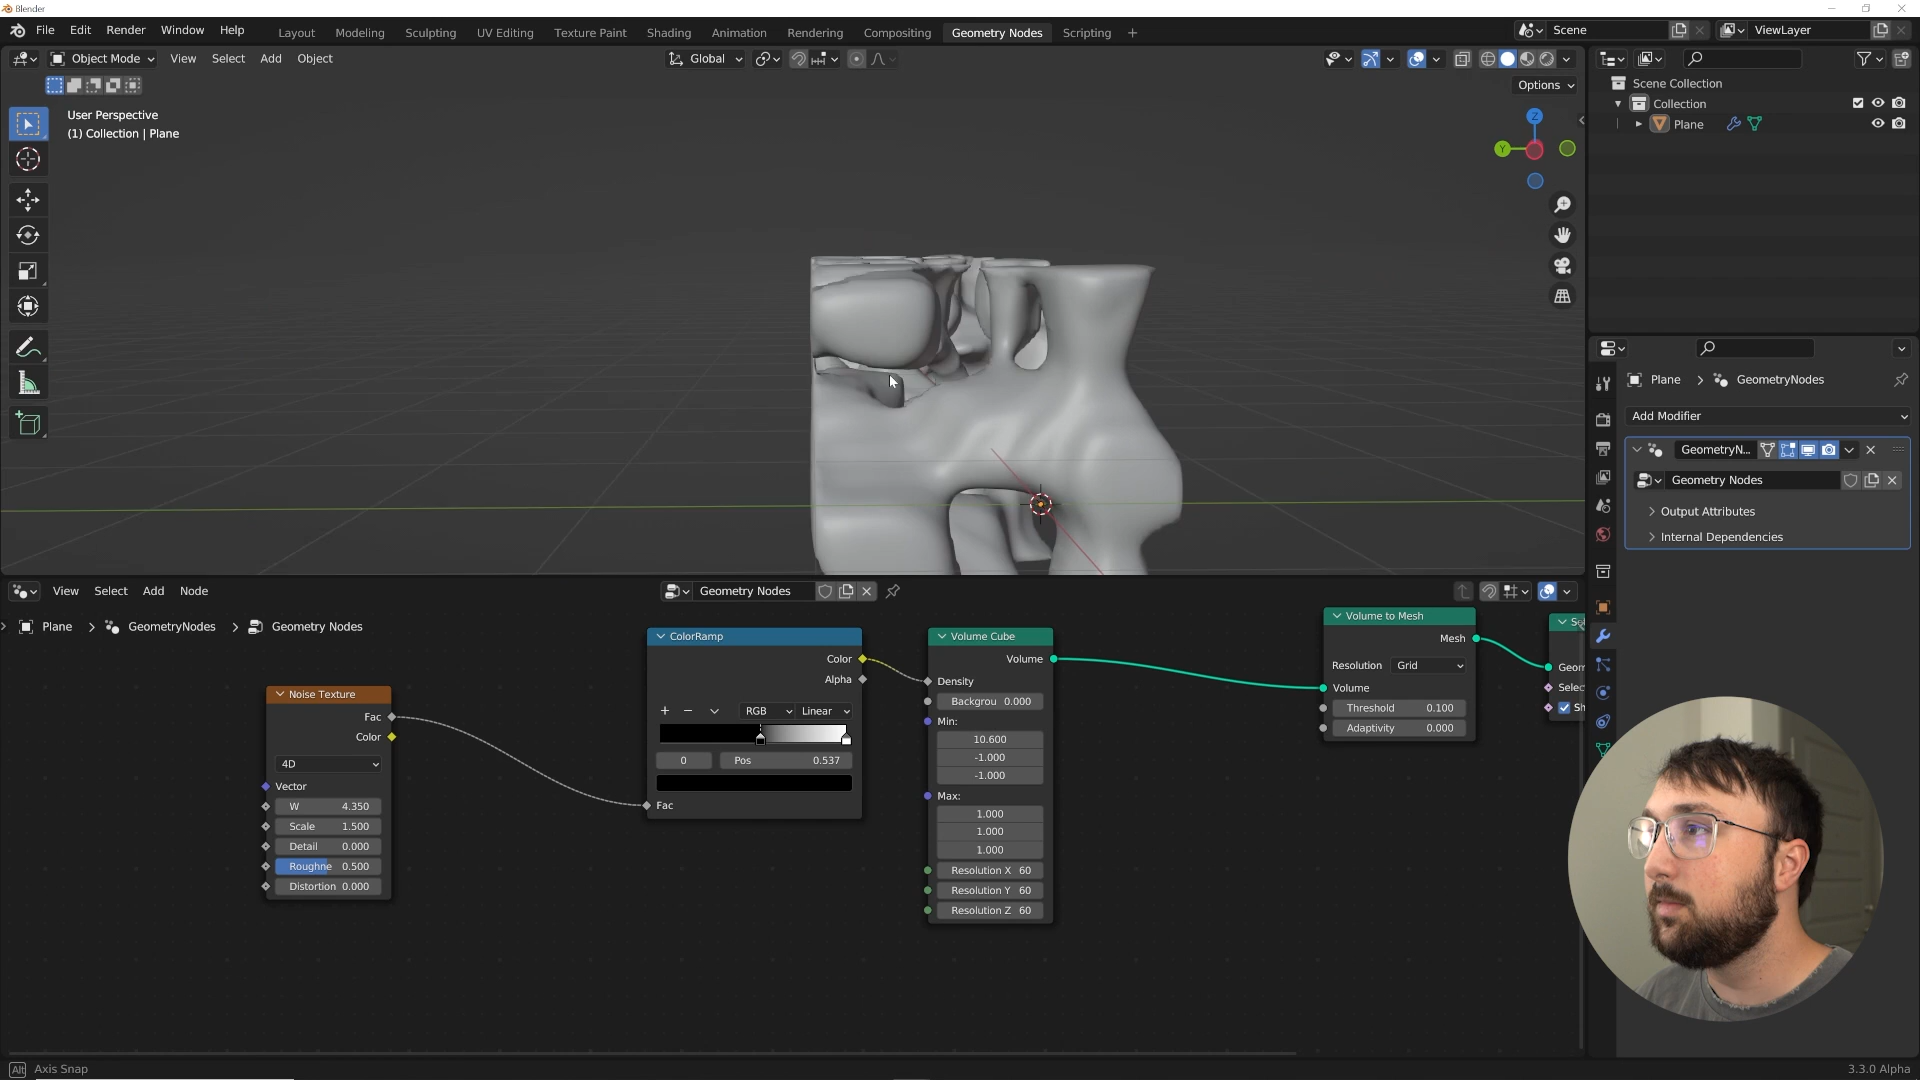 Blender
File Edit Render Window Help
Layout Modeling Sculpting UV Editing Texture Paint Shading Animation Rendering Compositing Geometry Nodes Scripting +
Scene
ViewLayer
Object Mode View Select Add Object
Global
Options
User Perspective
(1) Collection | Plane
Z
Y
Scene Collection
Collection
Plane
Plane > GeometryNodes
Add Modifier
GeometryN...
Geometry Nodes
Output Attributes
Internal Dependencies
View Select Add Node
Geometry Nodes
Plane > GeometryNodes > Geometry Nodes
Noise Texture
Fac
Color
4D
Vector
W 4.350
Scale 1.500
Detail 0.000
Roughne 0.500
Distortion 0.000
ColorRamp
Color
Alpha
+ − RGB Linear
0 Pos 0.537
Fac
Volume Cube
Volume
Density
Backgrou 0.000
Min:
10.600
-1.000
-1.000
Max:
1.000
1.000
1.000
Resolution X 60
Resolution Y 60
Resolution Z 60
Volume to Mesh
Mesh
Resolution Grid
Volume
Threshold 0.100
Adaptivity 0.000
Geom
Selec
Sh
Alt Axis Snap
3.3.0 Alpha